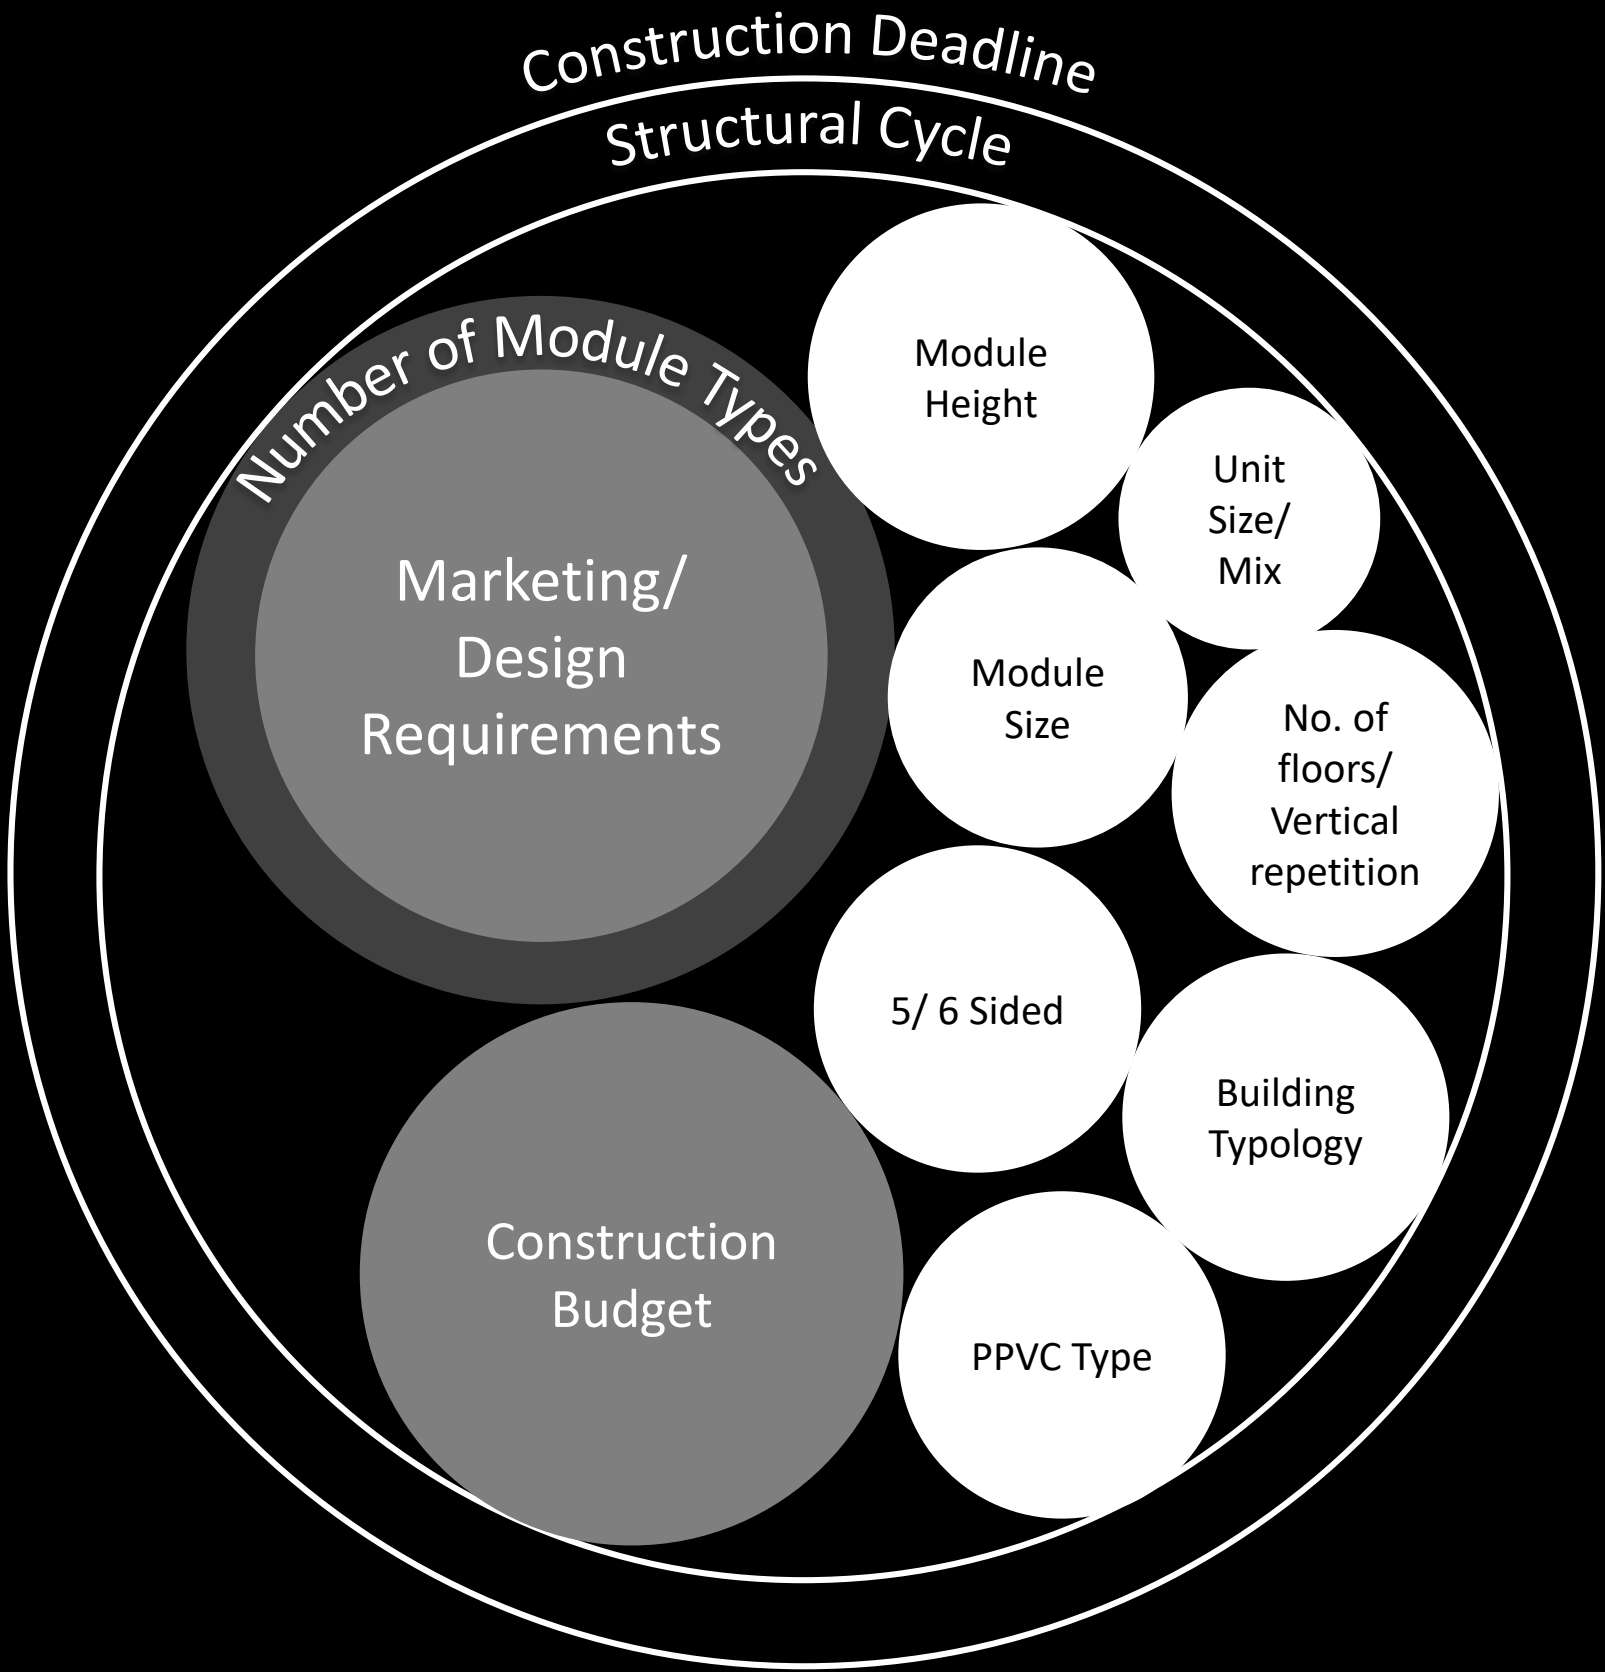 Construction Deadline
Structural Cycle
Number of Module Types
Marketing/
Design
Requirements
Module
Height
Unit
Size/
Mix
Module
Size
No. of
floors/
Vertical
repetition
5/ 6 Sided
Building
Typology
Construction
Budget
PPVC Type